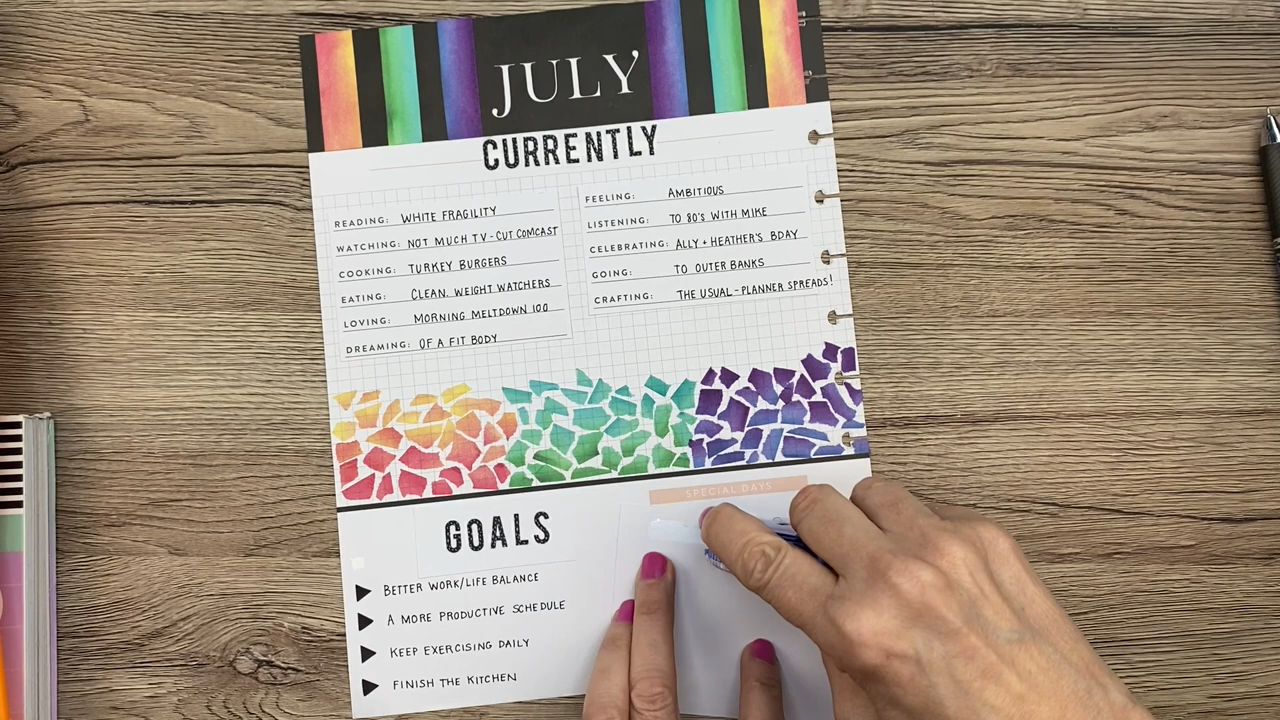 JULY
CURRENTLY
READING: WHITE FRAGILITY
WATCHING: NOT MUCH TV - CUT COMCAST
COOKING: TURKEY BURGERS
EATING: CLEAN. WEIGHT WATCHERS
LOVING: MORNING MELTDOWN 100
DREAMING: OF A FIT BODY
FEELING: AMBITIOUS
LISTENING: TO 80'S WITH MIKE
CELEBRATING: ALLY + HEATHER'S BDAY
GOING: TO OUTER BANKS
CRAFTING: THE USUAL - PLANNER SPREADS!
GOALS
BETTER WORK/LIFE BALANCE
A MORE PRODUCTIVE SCHEDULE
KEEP EXERCISING DAILY
FINISH THE KITCHEN
SPECIAL DAYS